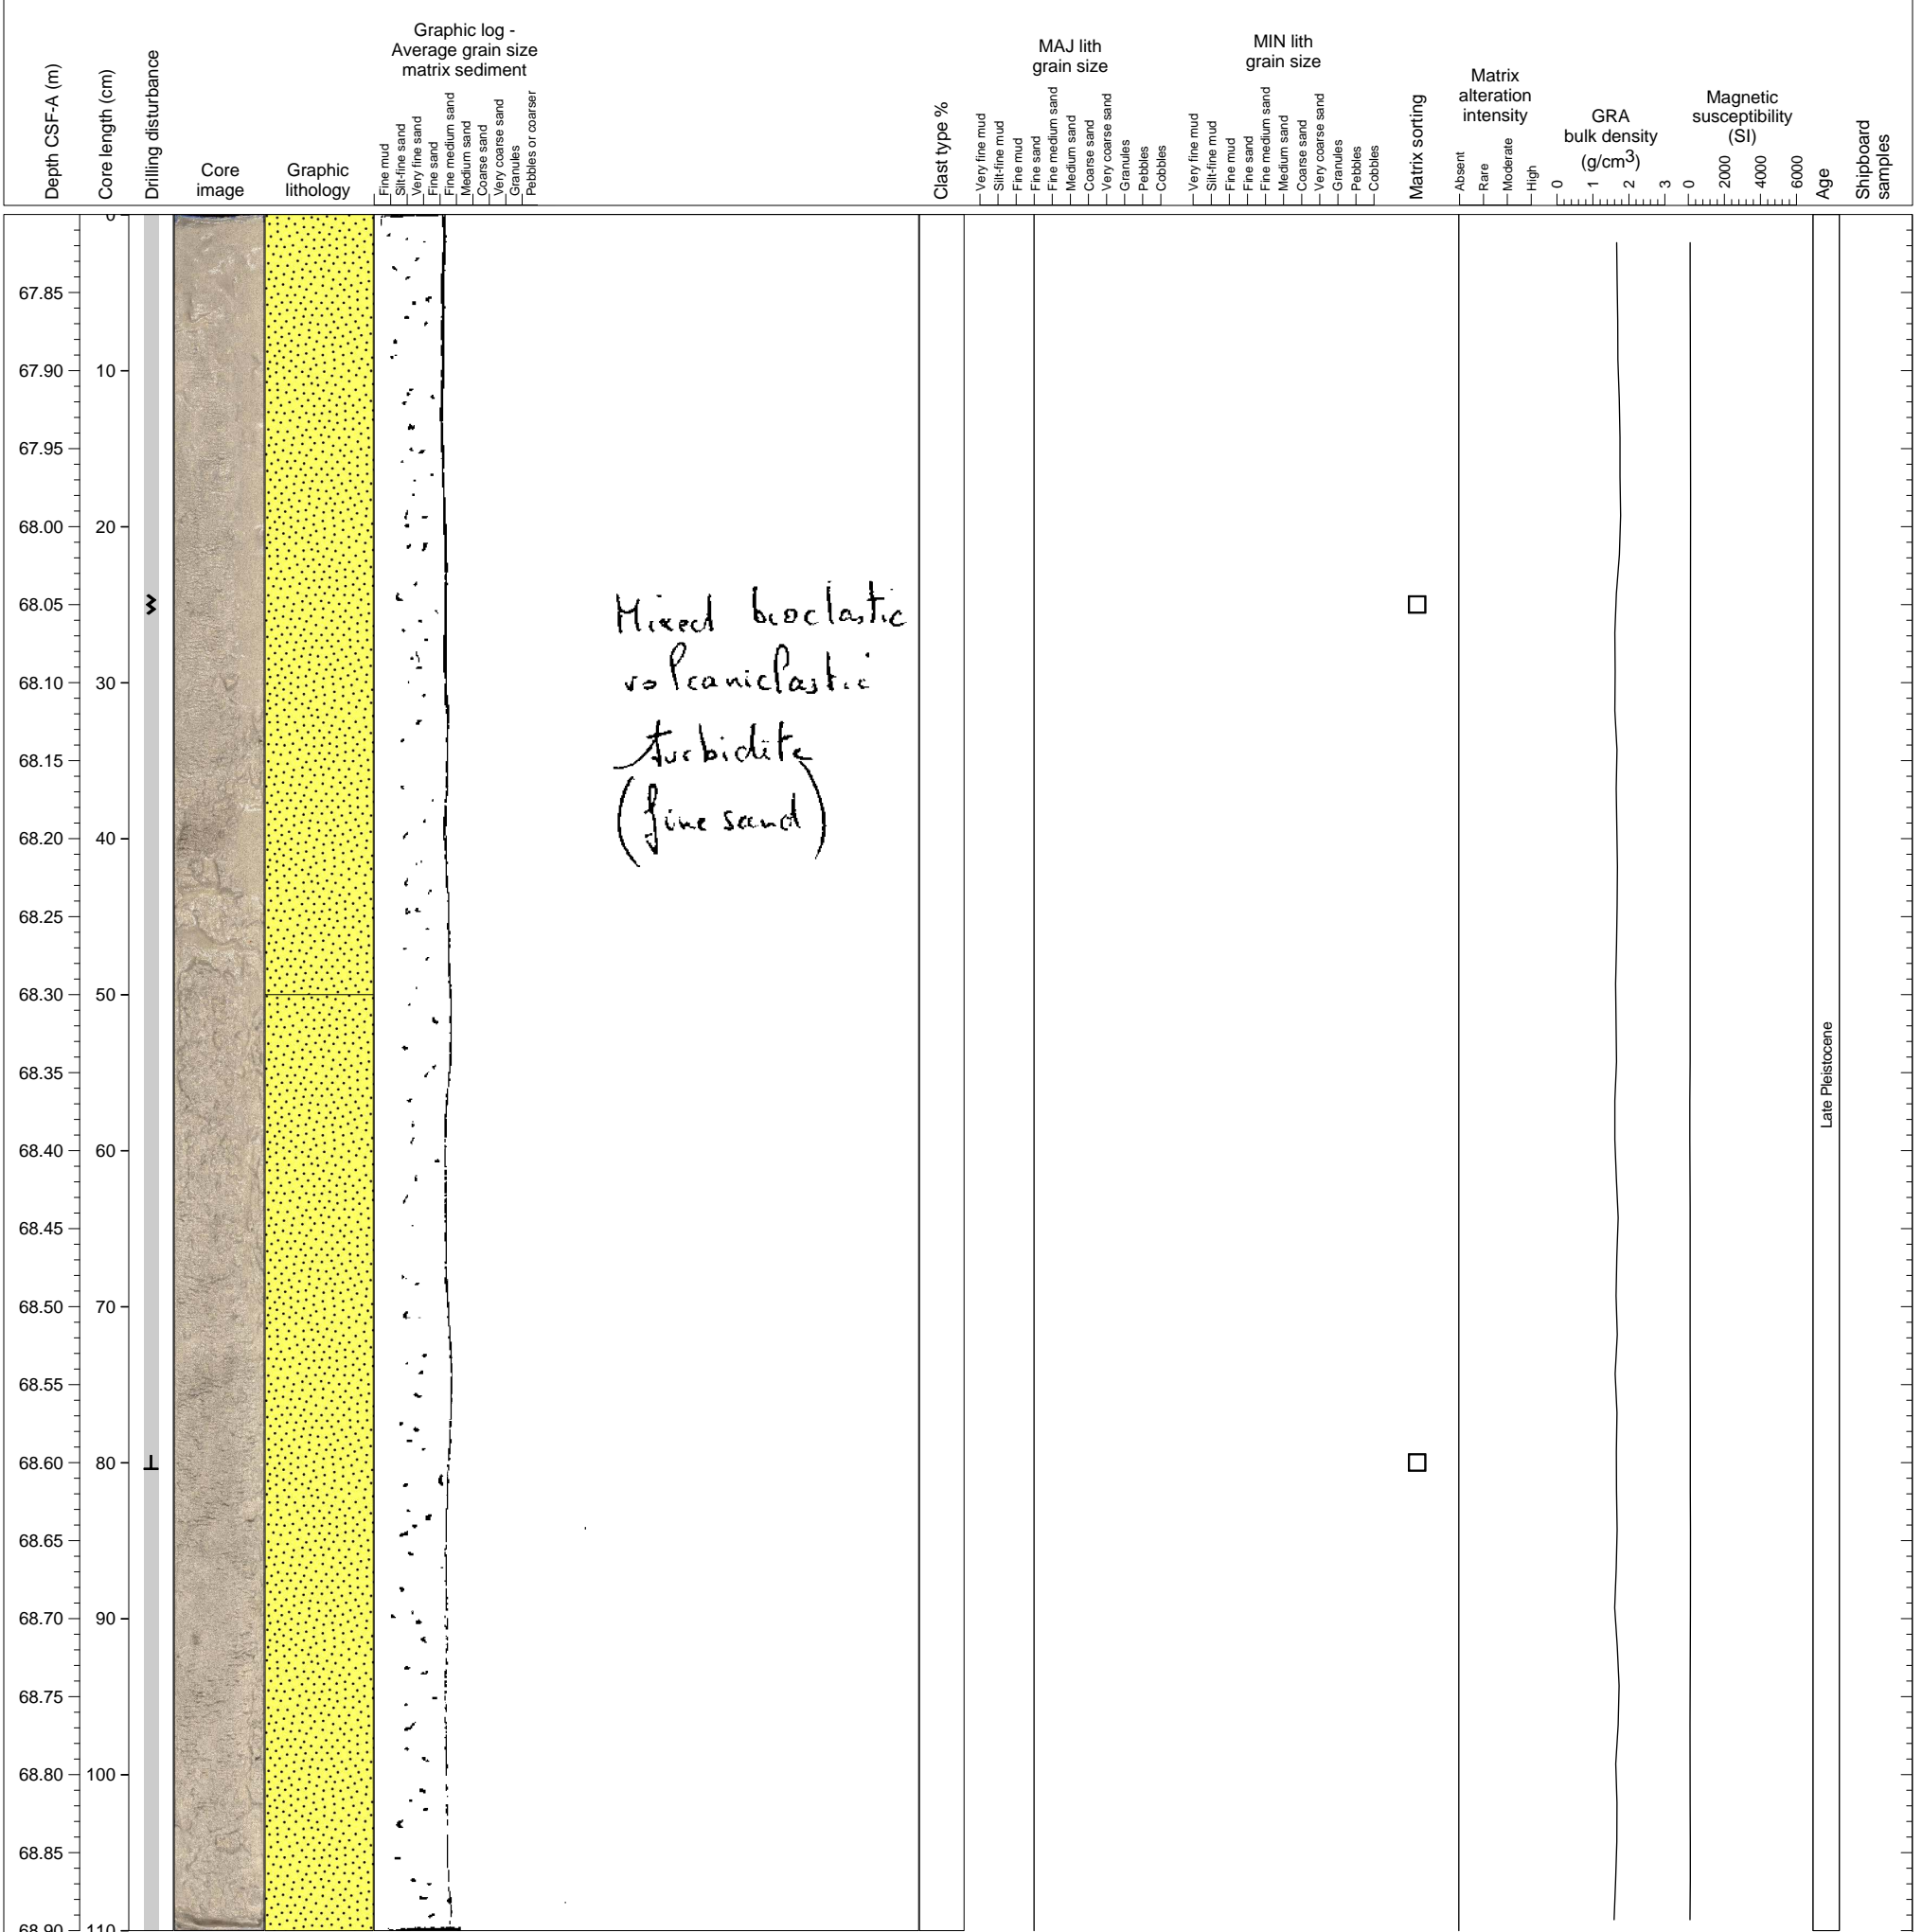 Depth CSF-A (m)
Core length (cm)
Drilling disturbance
Core
image
Graphic
lithology
Graphic log -
Average grain size
matrix sediment
Fine mud
Silt-fine sand
Very fine sand
Fine sand
Fine medium sand
Medium sand
Coarse sand
Very coarse sand
Granules
Pebbles or coarser
Clast type %
MAJ lith
grain size
Very fine mud
Silt-fine mud
Fine mud
Fine sand
Fine medium sand
Medium sand
Coarse sand
Very coarse sand
Granules
Pebbles
Cobbles
MIN lith
grain size
Very fine mud
Silt-fine mud
Fine mud
Fine sand
Fine medium sand
Medium sand
Coarse sand
Very coarse sand
Granules
Pebbles
Cobbles
Matrix sorting
Matrix
alteration
intensity
Absent
Rare
Moderate
High
GRA
bulk density
(g/cm3)
0 1 2 3
Magnetic
susceptibility
(SI)
0 2000 4000 6000
Age
Shipboard
samples
0
67.85
67.90 10
67.95
68.00 20
68.05
68.10 30
68.15
68.20 40
68.25
68.30 50
68.35
68.40 60
68.45
68.50 70
68.55
68.60 80
68.65
68.70 90
68.75
68.80 100
68.85
68.90 110
Mixed bioclastic
volcaniclastic
turbidite
(fine sand)
Late Pleistocene